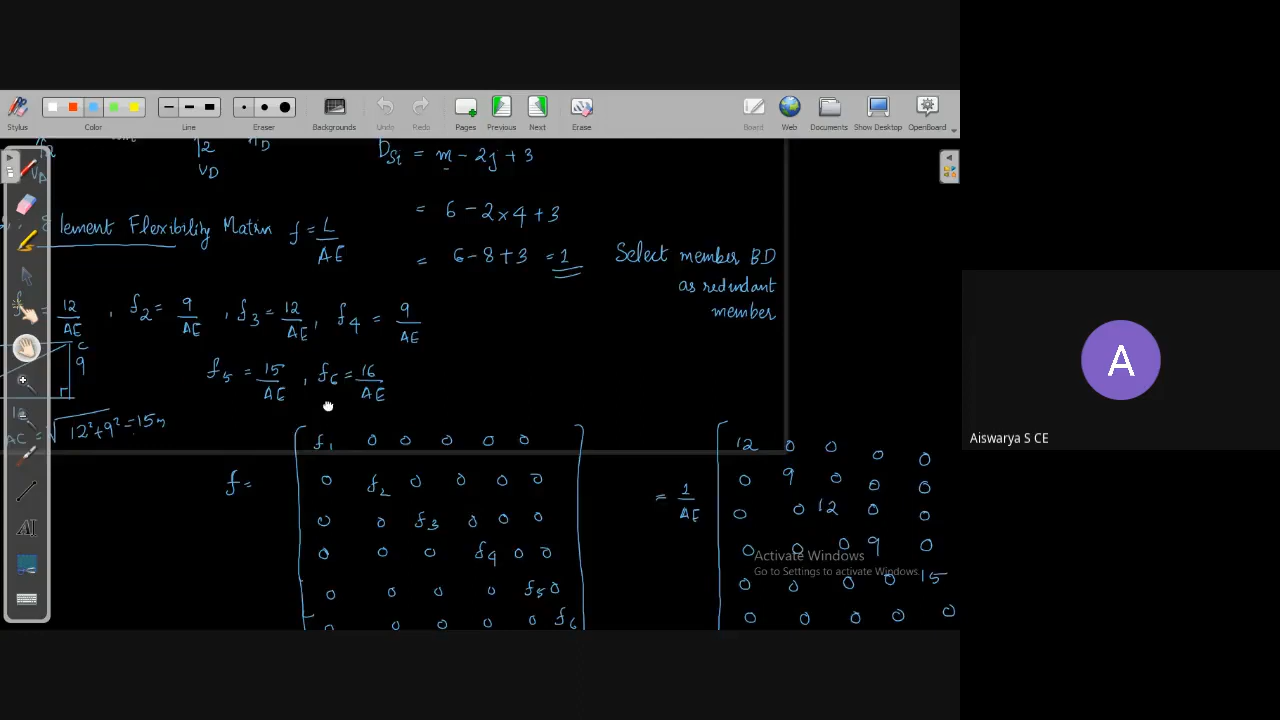 Stylus
Color
Line
Eraser
Backgrounds
Undo
Redo
Pages
Previous
Next
Erase
Board
Web
Documents
Show Desktop
OpenBoard
V_A
V_D
H_D
D_Si = m - 2j + 3
= 6 - 2 x 4 + 3
= 6 - 8 + 3 = 1
Select member BD
as redundant
member
lement Flexibility Matrix f = L/AE
= 12/AE , f2 = 9/AE , f3 = 12/AE , f4 = 9/AE
f5 = 15/AE , f6 = 16/AE
C
9
AC = √12²+9² = 15m
f =
f1 0 0 0 0 0
0 f2 0 0 0 0
0 0 f3 0 0 0
0 0 0 f4 0 0
0 0 0 0 f5 0
0 0 0 0 0 f6
= 1/AE
12 0 0 0 0
0 9 0 0 0
0 0 12 0 0
0 0 0 9 0
0 0 0 0 15
0 0 0 0 0
Activate Windows
Go to Settings to activate Windows.
A
Aiswarya S CE